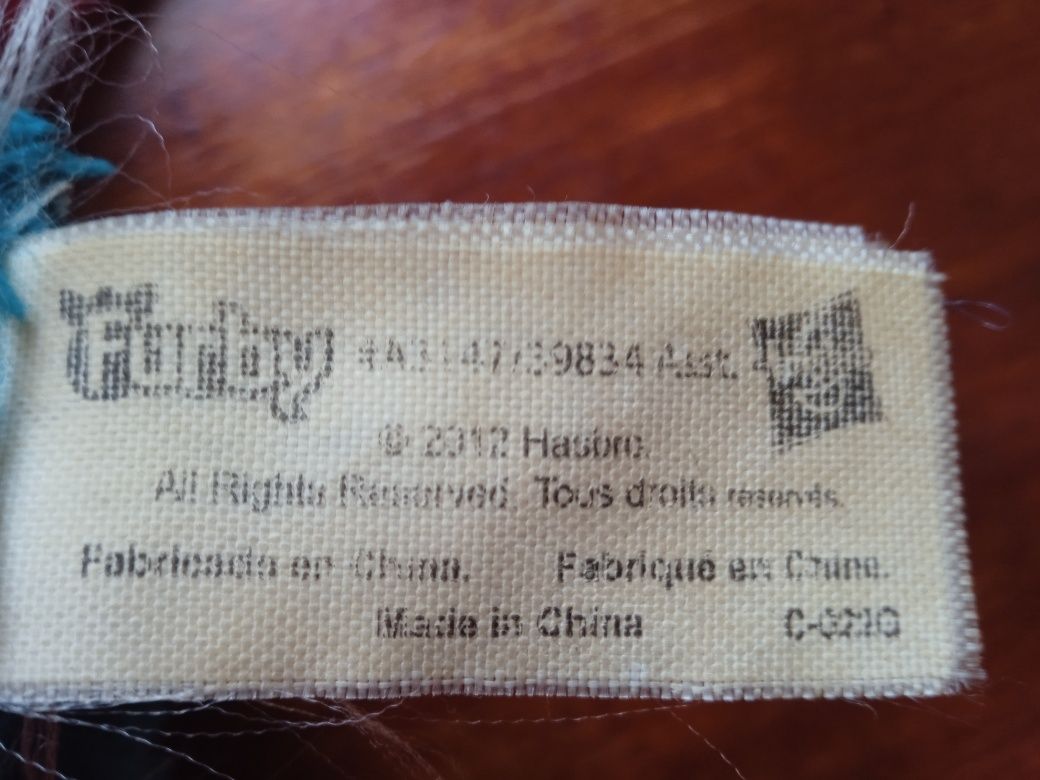 Furby #A3147/39834 Asst.
© 2012 Hasbro.
All Rights Reserved. Tous droits réservés.
Fabricado en China. Fabriqué en Chine.
Made in China